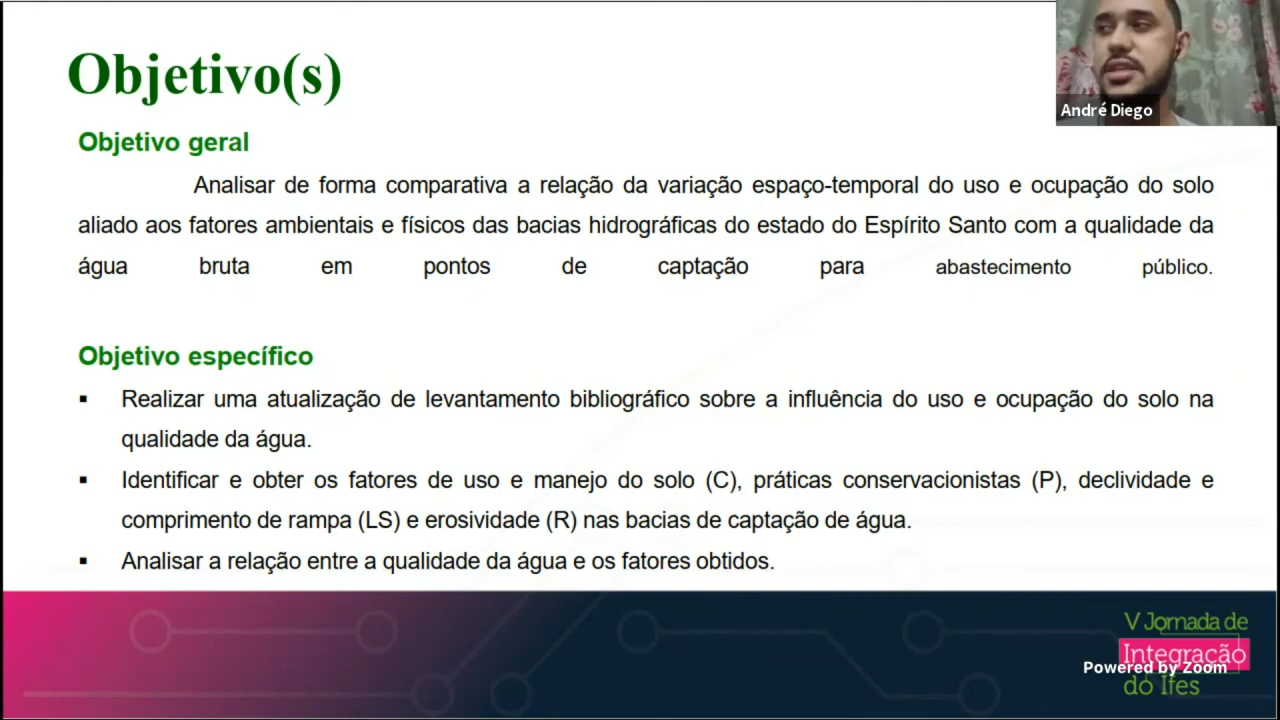 Objetivo(s)
André Diego
Objetivo geral
Analisar de forma comparativa a relação da variação espaço-temporal do uso e ocupação do solo
aliado aos fatores ambientais e físicos das bacias hidrográficas do estado do Espírito Santo com a qualidade da
água bruta em pontos de captação para abastecimento público.
Objetivo específico
▪ Realizar uma atualização de levantamento bibliográfico sobre a influência do uso e ocupação do solo na
qualidade da água.
▪ Identificar e obter os fatores de uso e manejo do solo (C), práticas conservacionistas (P), declividade e
comprimento de rampa (LS) e erosividade (R) nas bacias de captação de água.
▪ Analisar a relação entre a qualidade da água e os fatores obtidos.
V Jornada de
Integração
Powered by Zoom
do Ifes